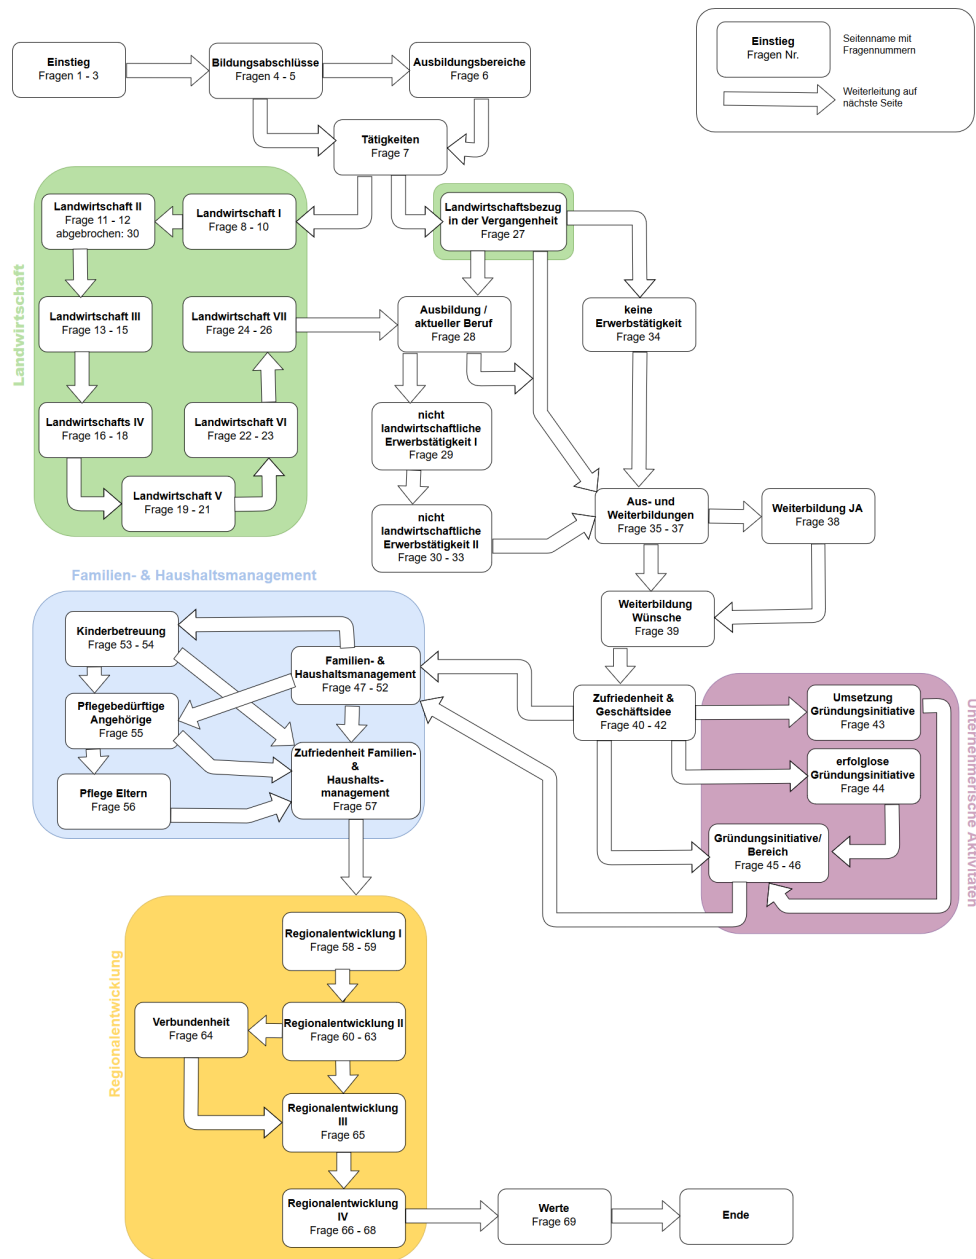 Einstieg
Fragen 1 - 3
Bildungsabschlüsse
Fragen 4 - 5
Ausbildungsbereiche
Frage 6
Einstieg
Fragen Nr.
Seitenname mit
Fragennummern
Weiterleitung auf
nächste Seite
Tätigkeiten
Frage 7
Landwirtschaft
Landwirtschaft II
Frage 11 - 12
abgebrochen: 30
Landwirtschaft I
Frage 8 - 10
Landwirtschaftsbezug
in der Vergangenheit
Frage 27
Landwirtschaft III
Frage 13 - 15
Landwirtschaft VII
Frage 24 - 26
Ausbildung /
aktueller Beruf
Frage 28
keine
Erwerbstätigkeit
Frage 34
Landwirtschafts IV
Frage 16 - 18
Landwirtschaft VI
Frage 22 - 23
nicht
landwirtschaftliche
Erwerbstätigkeit I
Frage 29
Landwirtschaft V
Frage 19 - 21
nicht
landwirtschaftliche
Erwerbstätigkeit II
Frage 30 - 33
Aus- und
Weiterbildungen
Frage 35 - 37
Weiterbildung JA
Frage 38
Familien- & Haushaltsmanagement
Kinderbetreuung
Frage 53 - 54
Familien- &
Haushaltsmanagement
Frage 47 - 52
Weiterbildung
Wünsche
Frage 39
Pflegebedürftige
Angehörige
Frage 55
Zufriedenheit Familien-
&
Haushalts-
management
Frage 57
Pflege Eltern
Frage 56
Zufriedenheit &
Geschäftsidee
Frage 40 - 42
Umsetzung
Gründungsinitiative
Frage 43
erfoglose
Gründungsinitiative
Frage 44
Gründungsinitiative/
Bereich
Frage 45 - 46
Unternehmerische Aktivitäten
Regionalentwicklung
Regionalentwicklung I
Frage 58 - 59
Verbundenheit
Frage 64
Regionalentwicklung II
Frage 60 - 63
Regionalentwicklung
III
Frage 65
Regionalentwicklung
IV
Frage 66 - 68
Werte
Frage 69
Ende